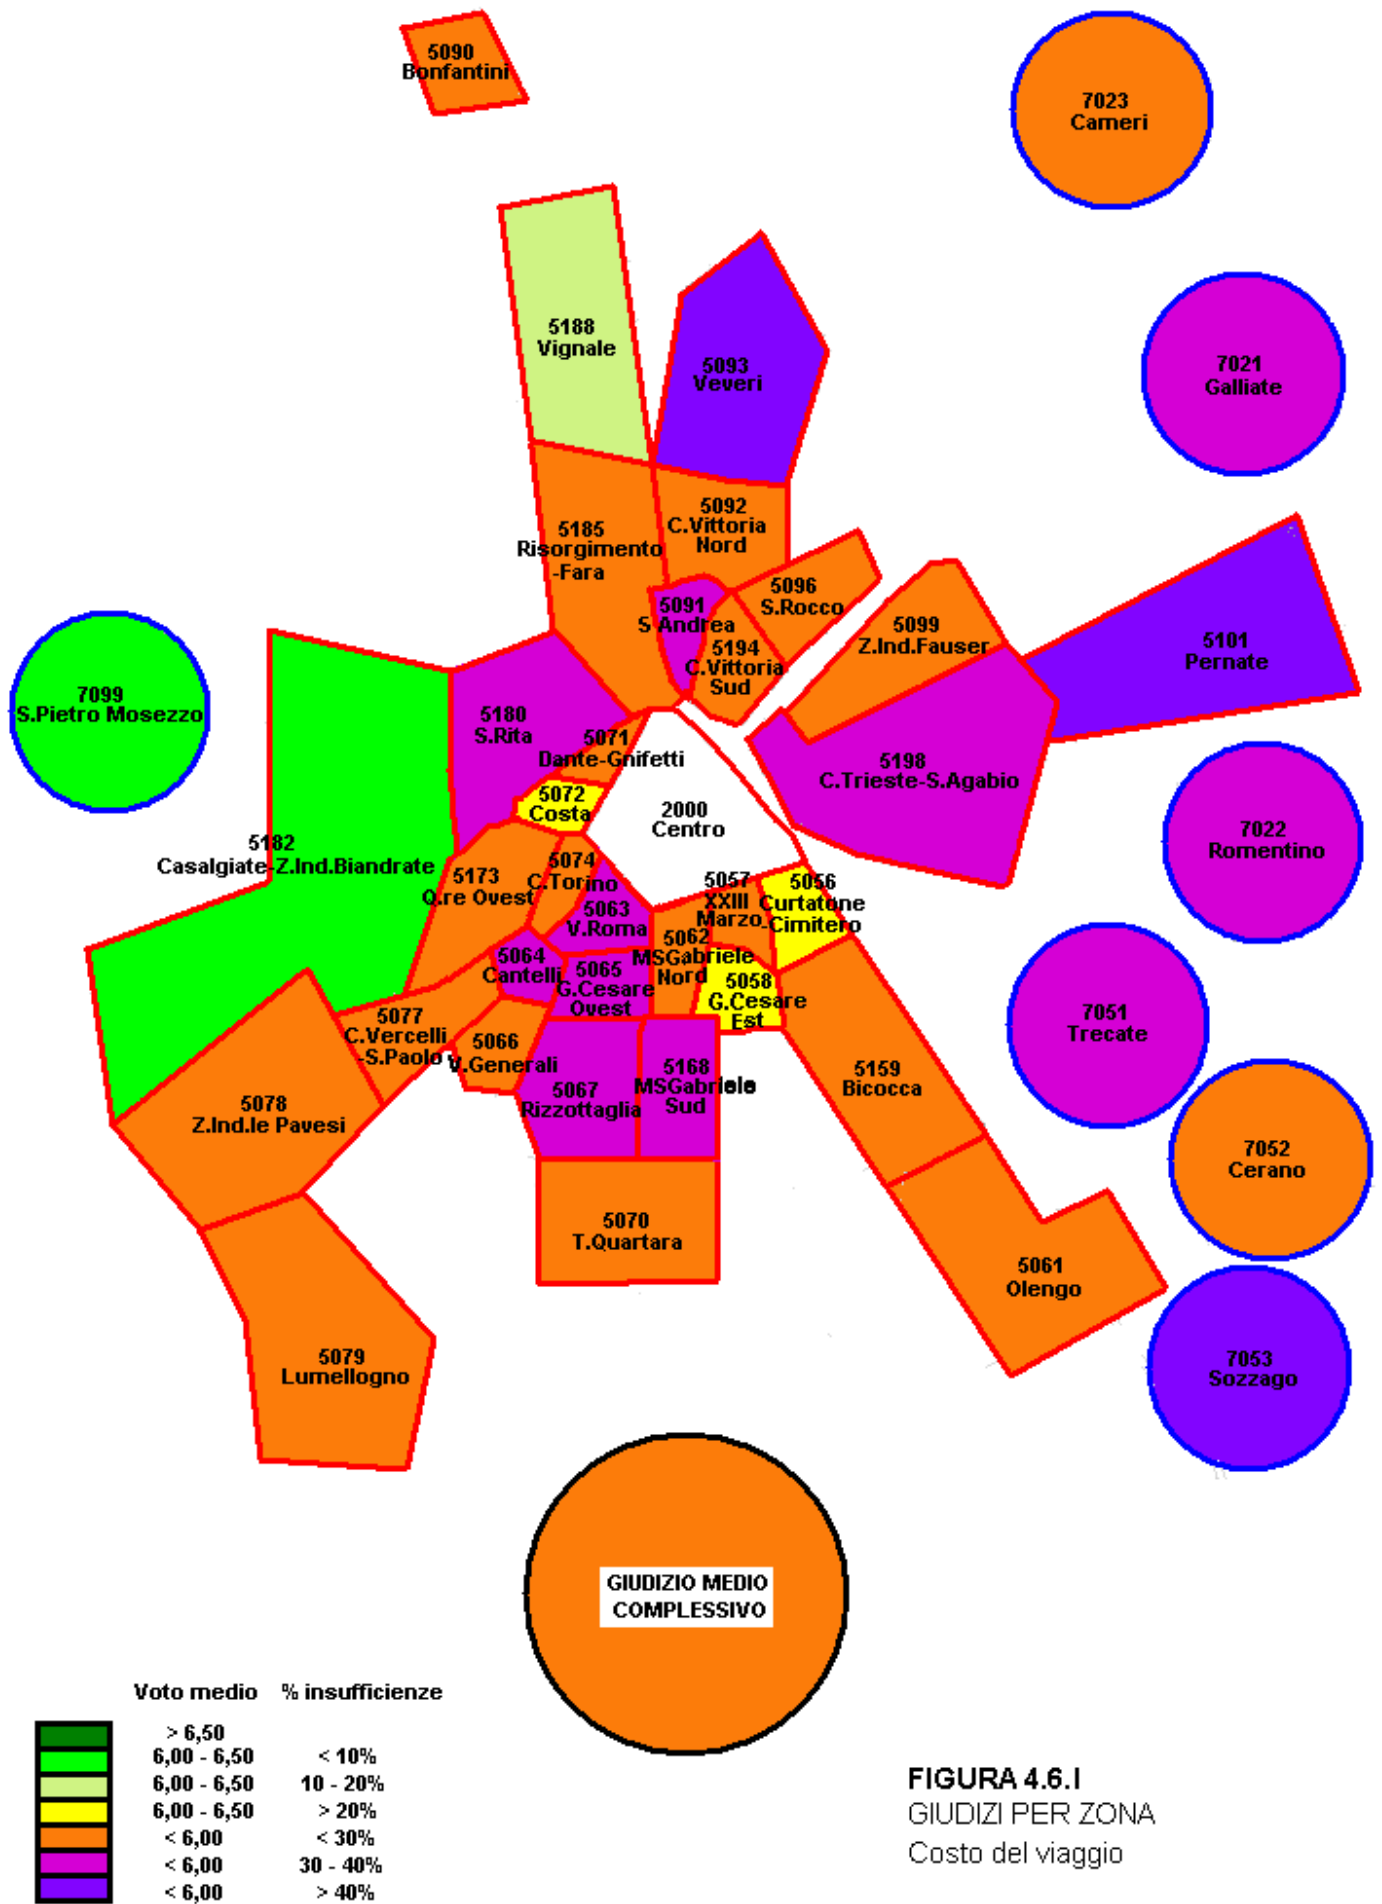 5090
Bonfantini
7023
Cameri
5188
Vignale
5093
Veveri
7021
Galliate
5092
C.Vittoria
Nord
5185
Risorgimento
-Fara
5096
S.Rocco
5091
S Andrea
5099
Z.Ind.Fauser
5101
Pernate
5194
C.Vittoria
Sud
7099
S.Pietro Mosezzo
5180
S.Rita
5071
Dante-Gnifetti
5198
C.Trieste-S.Agabio
5072
Costa
2000
Centro
7022
Romentino
5182
Casalgiate-Z.Ind.Biandrate
5074
C.Torino
5173
Q.re Ovest
5057
XXIII
Marzo
5056
Curtatone
-Cimitero
5063
V.Roma
5062
MSGabriele
Nord
5064
Cantelli
5065
G.Cesare
Ovest
5058
G.Cesare
Est
7051
Trecate
5077
C.Vercelli
-S.Paolo
5066
V.Generali
5067
Rizzottaglia
5168
MSGabriele
Sud
5159
Bicocca
5078
Z.Ind.le Pavesi
7052
Cerano
5070
T.Quartara
5061
Olengo
5079
Lumellogno
7053
Sozzago
GIUDIZIO MEDIO
COMPLESSIVO
Voto medio % insufficienze
> 6,50
6,00 - 6,50 < 10%
6,00 - 6,50 10 - 20%
6,00 - 6,50 > 20%
< 6,00 < 30%
< 6,00 30 - 40%
< 6,00 > 40%
FIGURA 4.6.I
GIUDIZI PER ZONA
Costo del viaggio